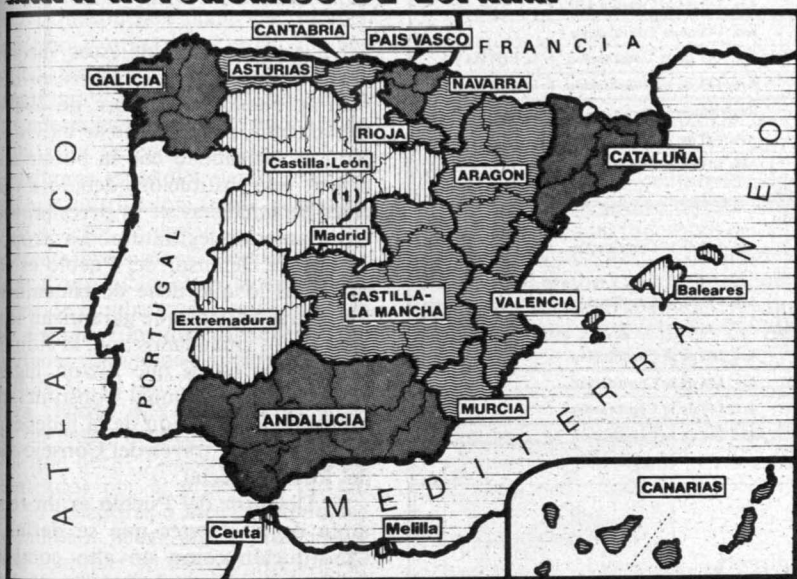 CANTABRIA
PAIS VASCO
FRANCIA
GALICIA
ASTURIAS
NAVARRA
RIOJA
Castilla-León
(1)
ARAGON
CATALUÑA
Madrid
ATLANTICO
PORTUGAL
Extremadura
CASTILLA-
LA MANCHA
VALENCIA
Baleares
ANDALUCIA
MURCIA
MEDITERRANEO
Ceuta
Melilla
CANARIAS